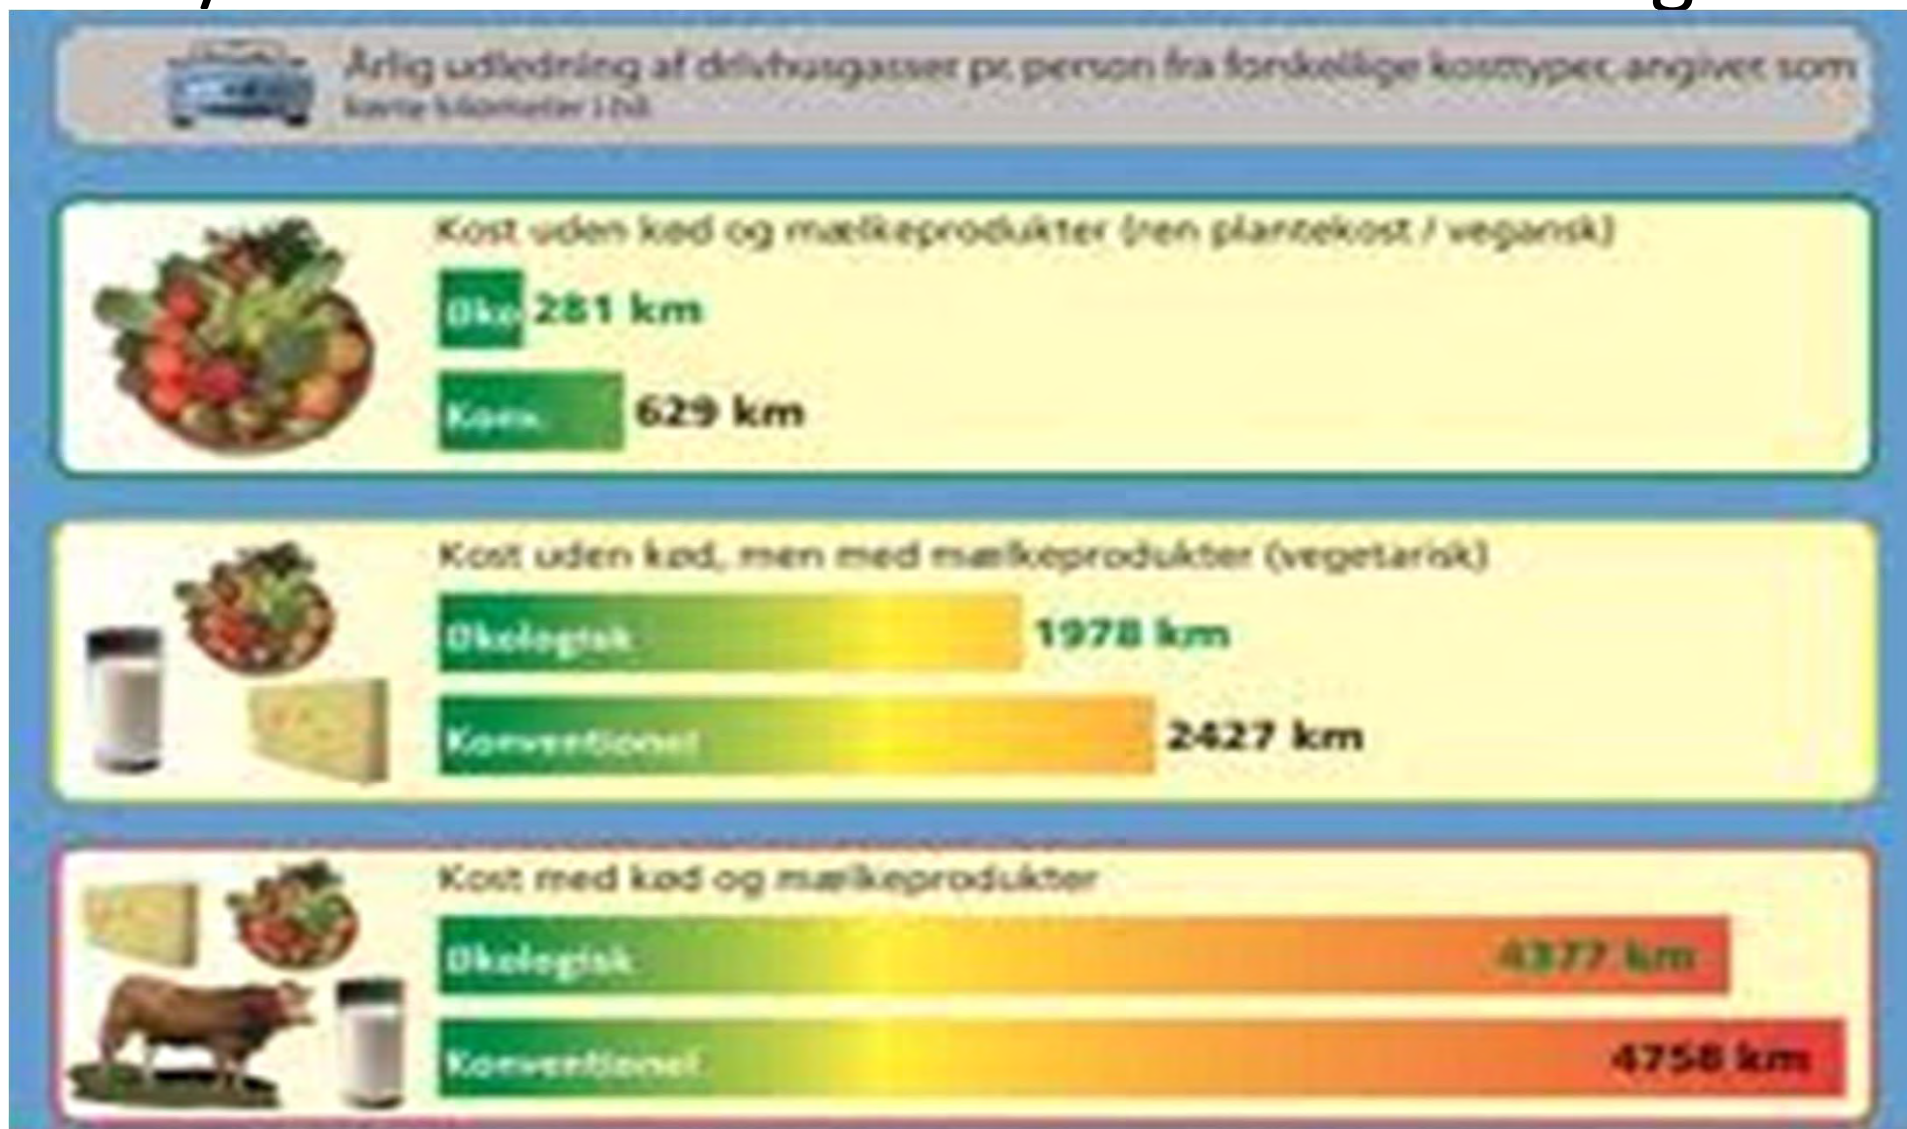 Årlig udledning af drivhusgasser pr. person fra forskellige kosttyper, angivet som
kørte kilometer i bil
Kost uden kød og mælkeprodukter (ren plantekost / vegansk)
Øko 281 km
Konv. 629 km
Kost uden kød, men med mælkeprodukter (vegetarisk)
Økologisk 1978 km
Konventionel 2427 km
Kost med kød og mælkeprodukter
Økologisk 4377 km
Konventionel 4758 km